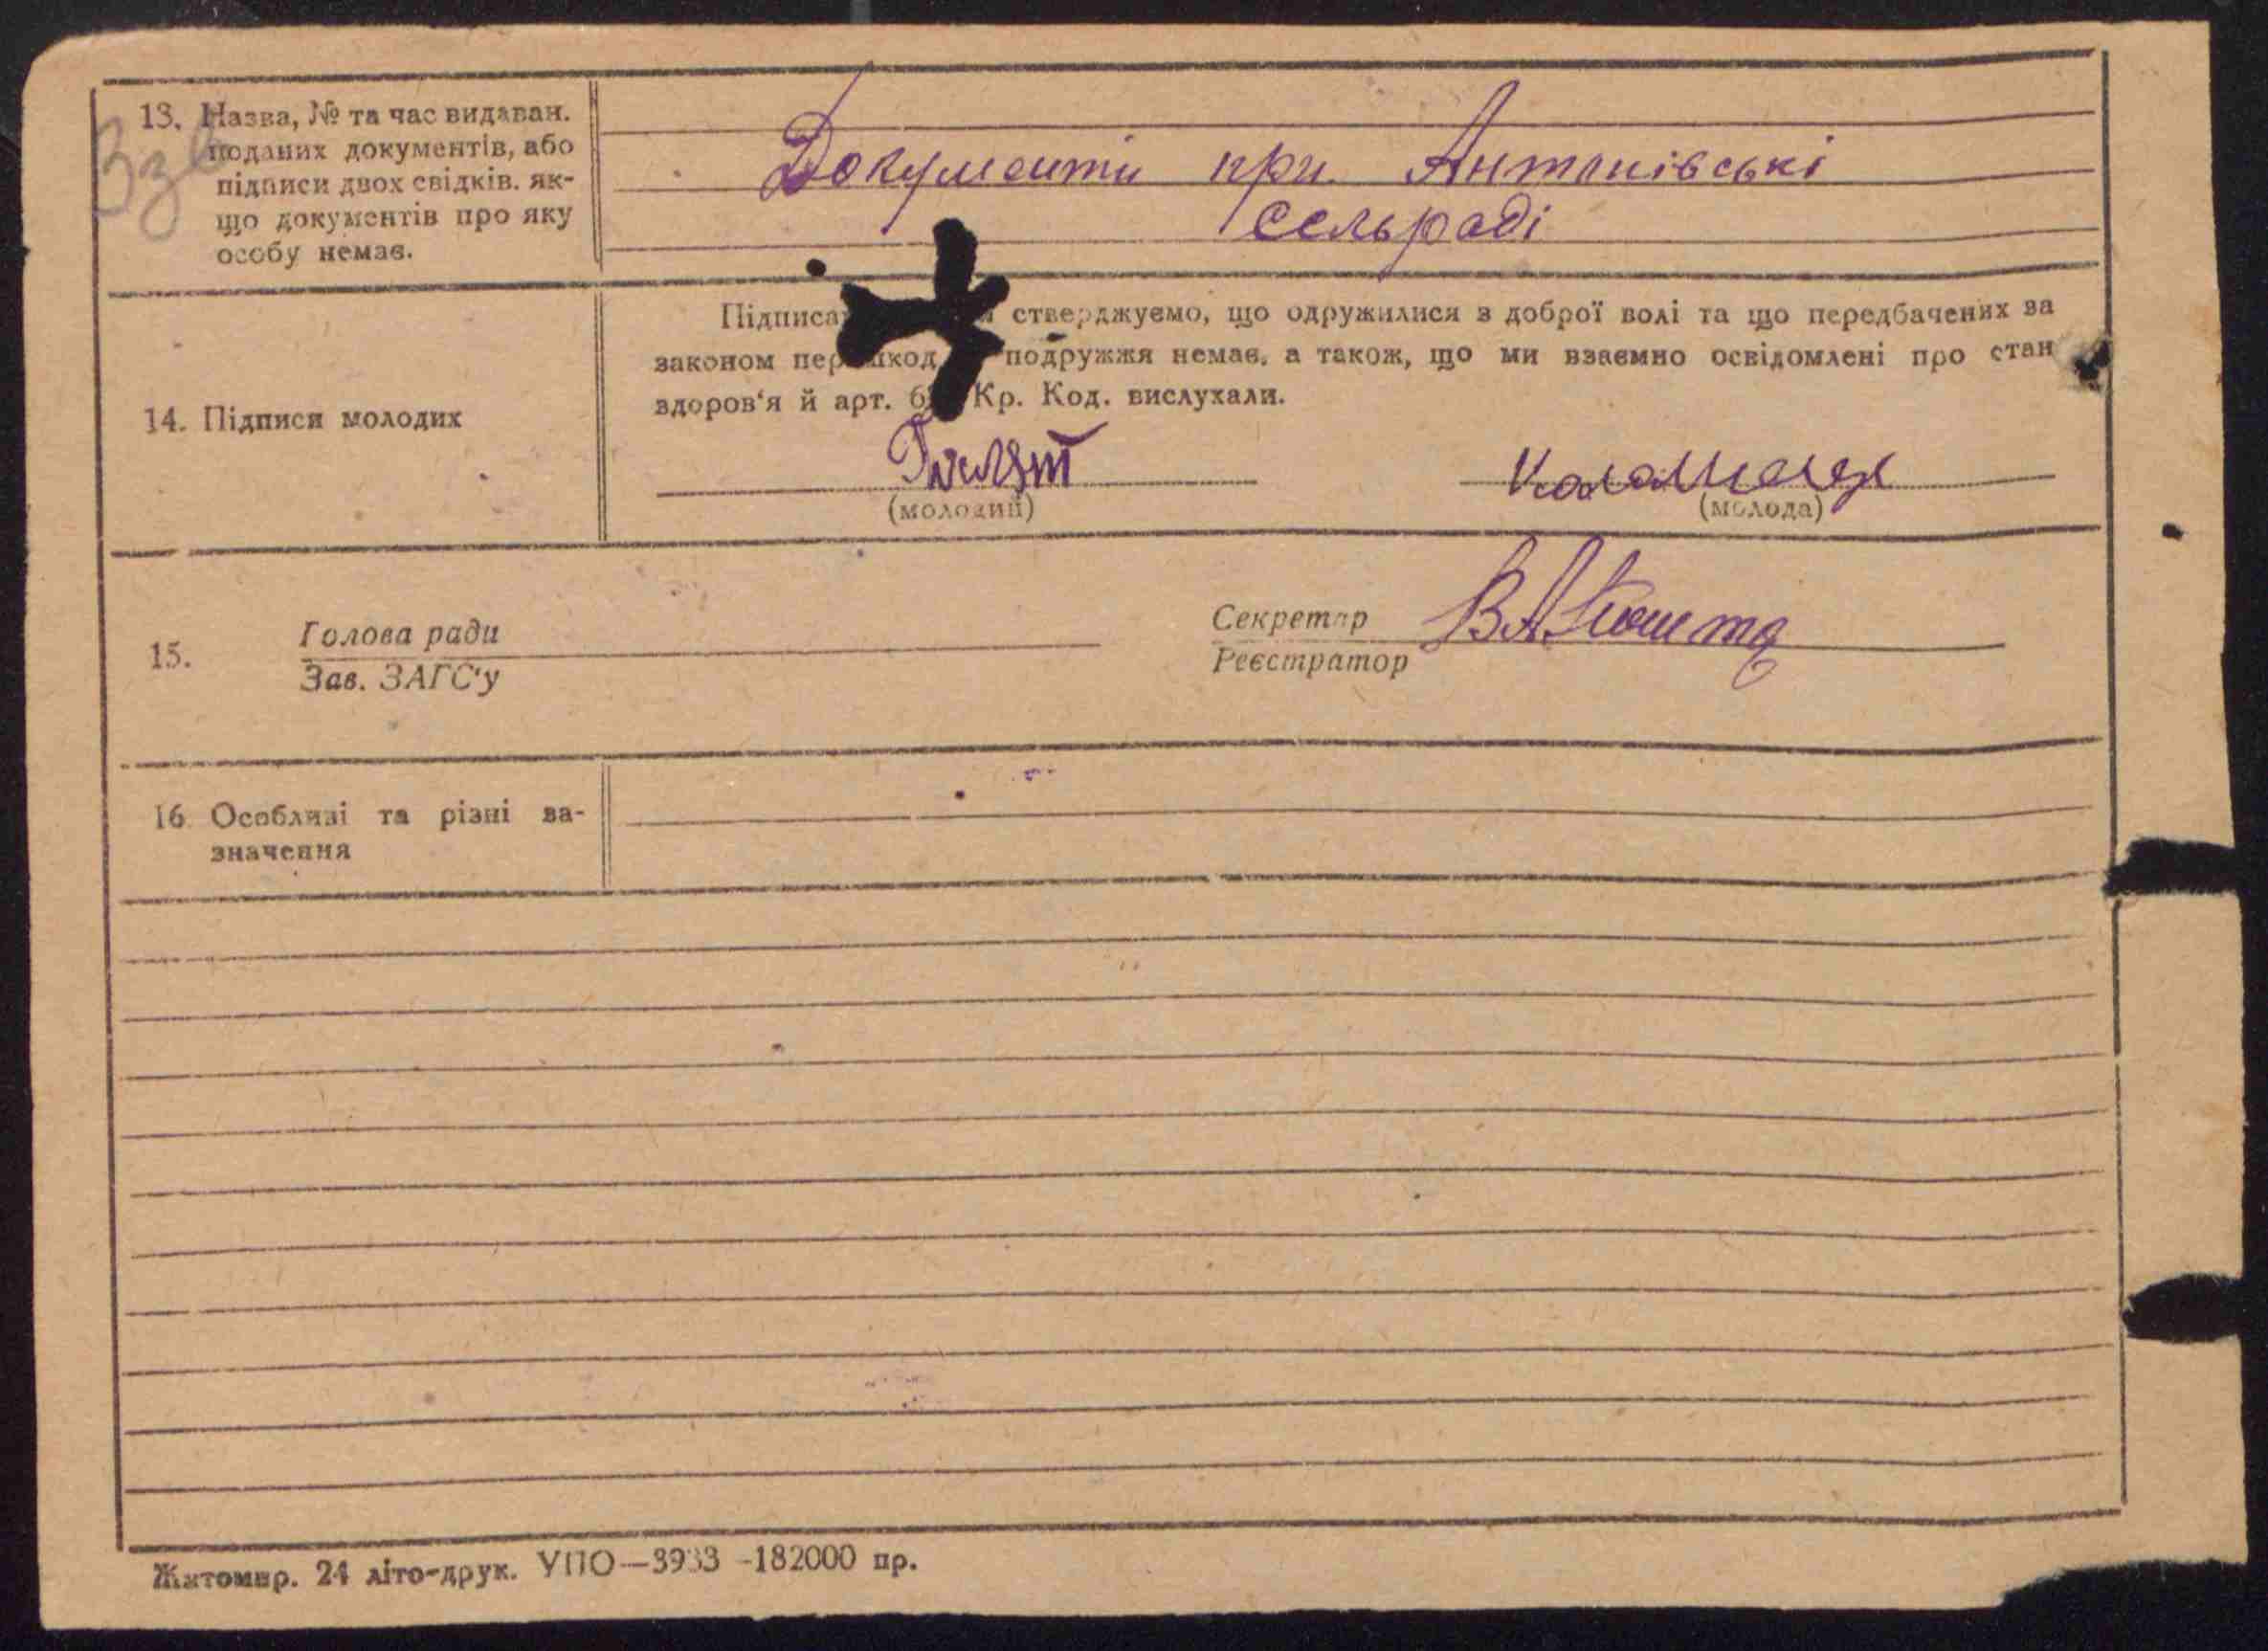 13. Назва, № та час видаван.
поданих документів, або
підписи двох свідків. як-
що документів про яку
особу немає.
Документи при Антонівські
сельраді
14. Підписи молодих
стверджуємо, що одружилися з доброї волі та що передбачених за
законом подружжя немає, а також, що ми взаємно освідомлені про стан
здоров'я й арт. Кр. Код. вислухали.
(молодий)
(молода)
15.
Голова ради
Зав. ЗАГС'у
Секретар
Реєстратор
16 Особливі та різні за-
значення
Житомир. 24 літо-друк. УПО—3933 -182000 пр.